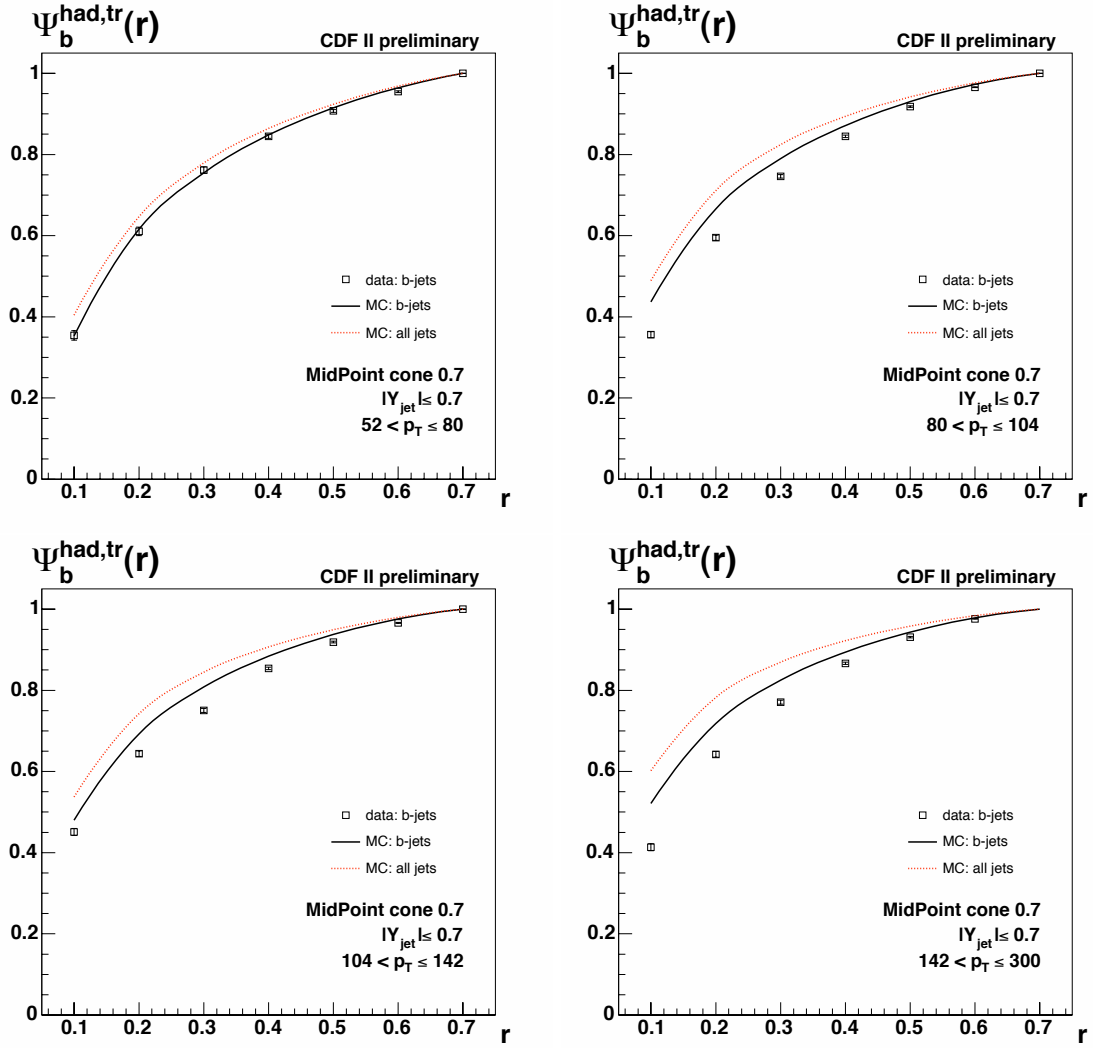 Ψ_b^had,tr(r)
CDF II preliminary
1
0.8
0.6
0.4
0.2
0
data: b-jets
MC: b-jets
MC: all jets
MidPoint cone 0.7
|Y_jet|≤ 0.7
52 < p_T ≤ 80
0.1 0.2 0.3 0.4 0.5 0.6 0.7
r
Ψ_b^had,tr(r)
CDF II preliminary
1
0.8
0.6
0.4
0.2
0
data: b-jets
MC: b-jets
MC: all jets
MidPoint cone 0.7
|Y_jet|≤ 0.7
80 < p_T ≤ 104
0.1 0.2 0.3 0.4 0.5 0.6 0.7
r
Ψ_b^had,tr(r)
CDF II preliminary
1
0.8
0.6
0.4
0.2
0
data: b-jets
MC: b-jets
MC: all jets
MidPoint cone 0.7
|Y_jet|≤ 0.7
104 < p_T ≤ 142
0.1 0.2 0.3 0.4 0.5 0.6 0.7
r
Ψ_b^had,tr(r)
CDF II preliminary
1
0.8
0.6
0.4
0.2
0
data: b-jets
MC: b-jets
MC: all jets
MidPoint cone 0.7
|Y_jet|≤ 0.7
142 < p_T ≤ 300
0.1 0.2 0.3 0.4 0.5 0.6 0.7
r